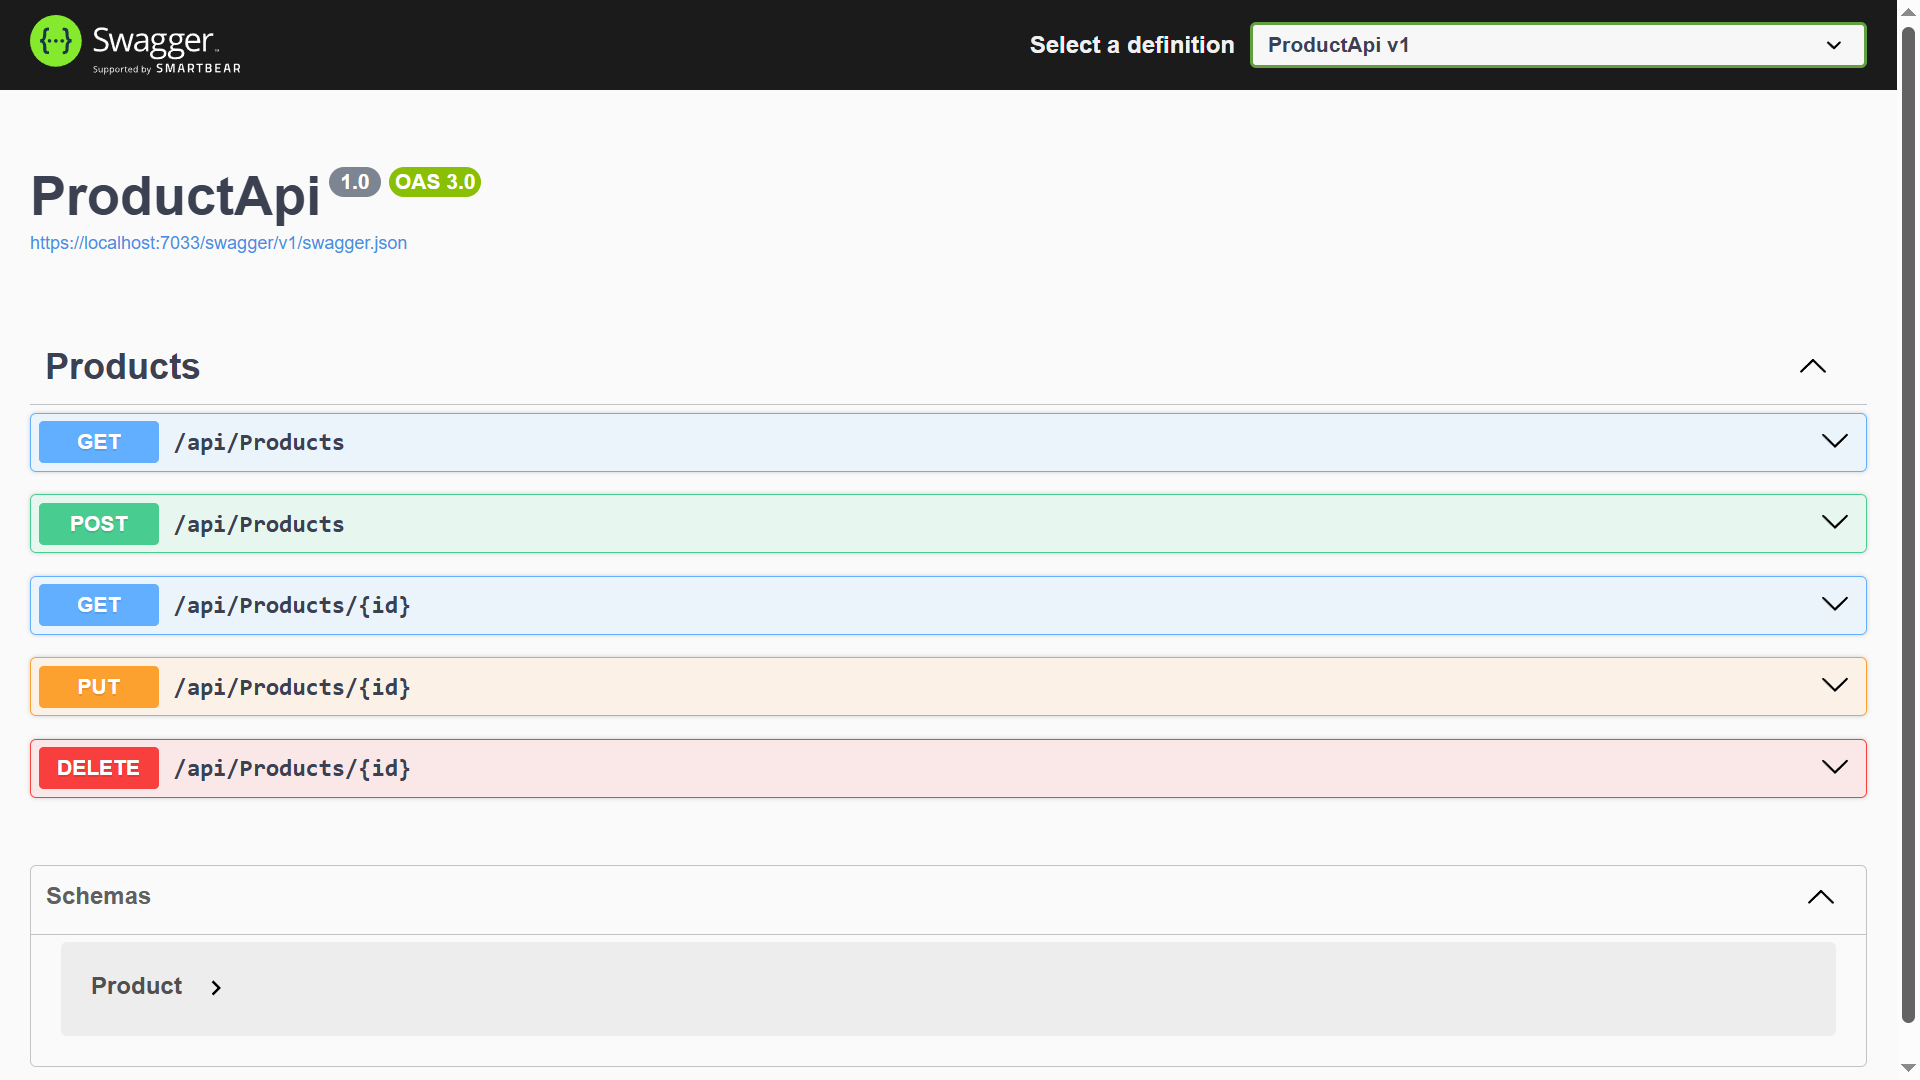 {···} Swagger™
Supported by SMARTBEAR
Select a definition
ProductApi v1
ProductApi 1.0 OAS 3.0
https://localhost:7033/swagger/v1/swagger.json
Products
GET /api/Products
POST /api/Products
GET /api/Products/{id}
PUT /api/Products/{id}
DELETE /api/Products/{id}
Schemas
Product